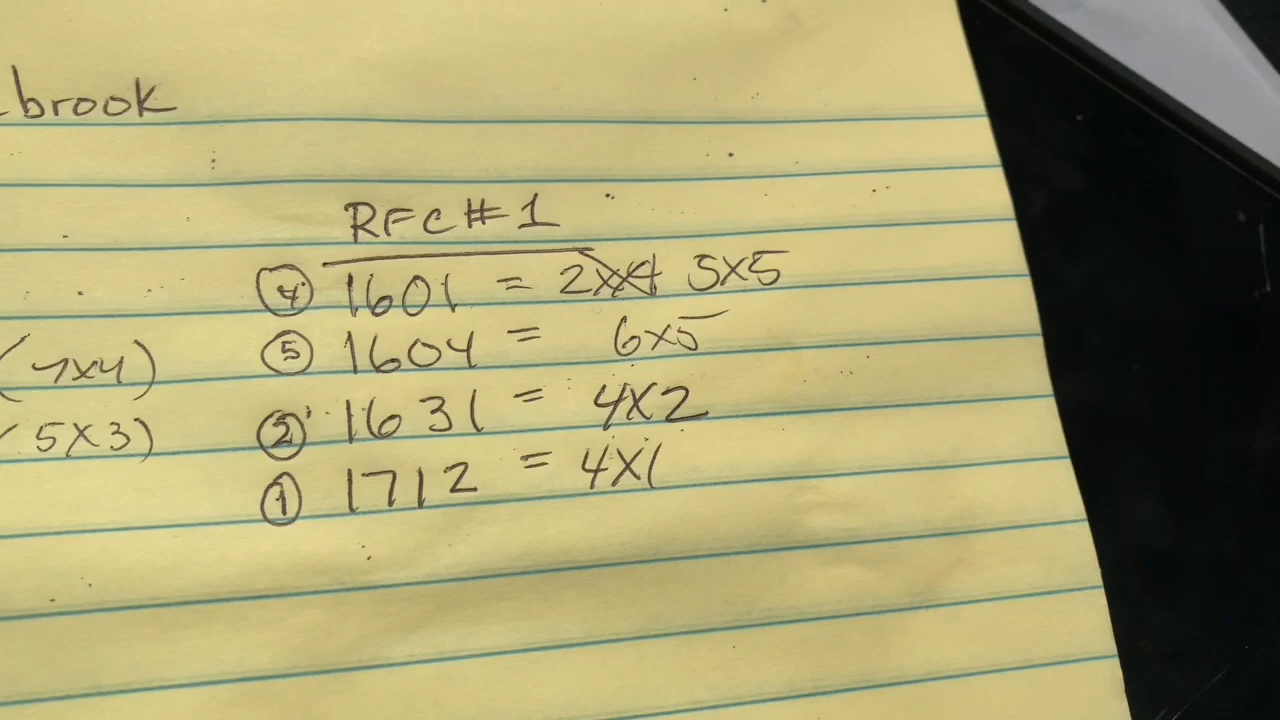 brook
RFC#1
④ 1601 = 2x4 5x5
(7x4) ⑤ 1604 = 6x5
(5x3) ② 1631 = 4x2
① 1712 = 4x1